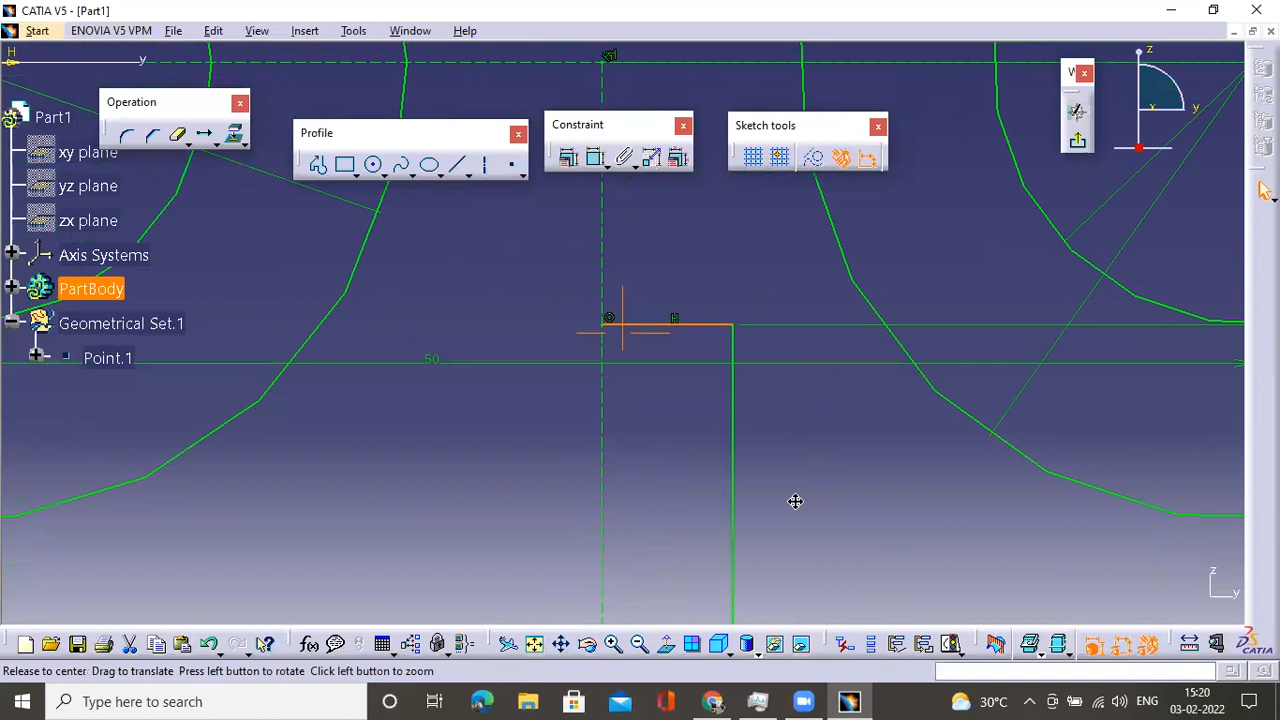 CATIA V5 - [Part1]
Start ENOVIA V5 VPM File Edit View Insert Tools Window Help
H
y
z
y
x
Operation
Profile
Constraint
Sketch tools
W
Part1
xy plane
yz plane
zx plane
Axis Systems
PartBody
Geometrical Set.1
Point.1
H
50
z
y
f(x)
CATIA
Release to center Drag to translate Press left button to rotate Click left button to zoom
Type here to search
30°C
ENG
15:20
03-02-2022